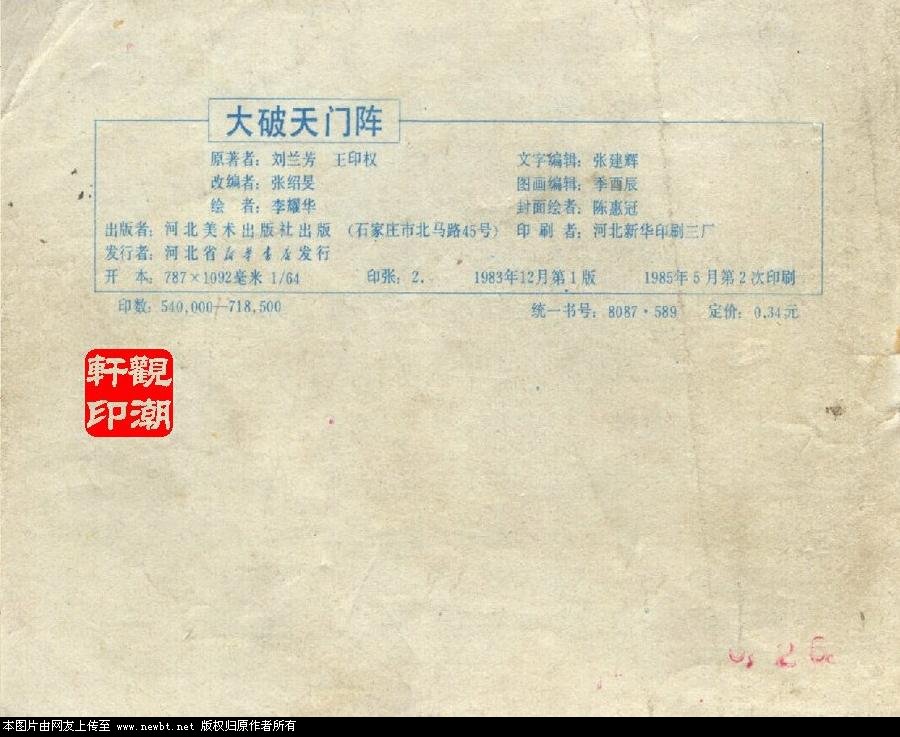 大破天门阵
原著者：刘兰芳 王印权 文字编辑：张建辉
改编者：张绍旻 图画编辑：季酉辰
绘 者：李耀华 封面绘者：陈惠冠
出版者：河北美术出版社出版 （石家庄市北马路45号） 印刷者：河北新华印刷三厂
发行者：河北省新华书店发行
开 本：787×1092毫米 1/64 印张：2. 1983年12月第1版 1985年5月第2次印刷
印数：540,000—718,500 统一书号：8087·589 定价：0.34元
觀潮
軒印
本图片由网友上传至 www.newbt.net 版权归原作者所有